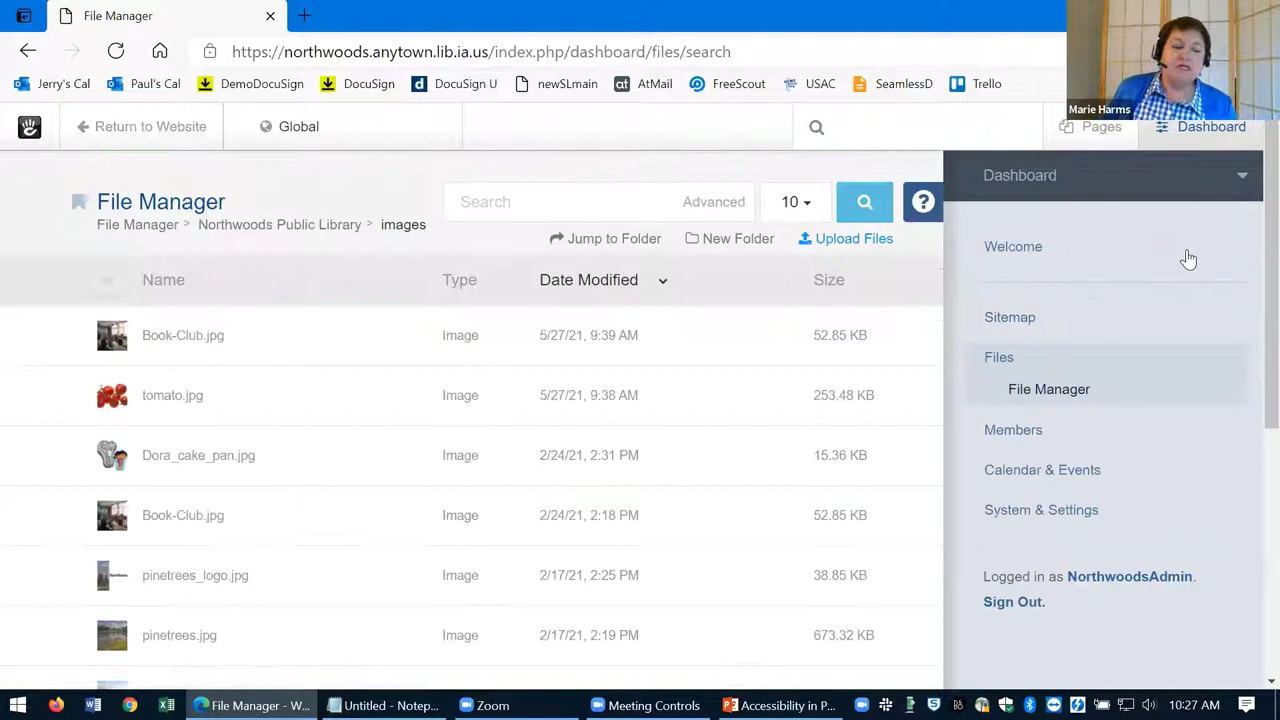 File Manager
https://northwoods.anytown.lib.ia.us/index.php/dashboard/files/search
Jerry's Cal Paul's Cal DemoDocuSign DocuSign DocuSign U newSLmain AtMail FreeScout USAC SeamlessD Trello
Marie Harms
Return to Website Global Pages Dashboard
Dashboard
File Manager Search Advanced 10
File Manager > Northwoods Public Library > images
Jump to Folder New Folder Upload Files
Name Type Date Modified Size
Book-Club.jpg Image 5/27/21, 9:39 AM 52.85 KB
tomato.jpg Image 5/27/21, 9:38 AM 253.48 KB
Dora_cake_pan.jpg Image 2/24/21, 2:31 PM 15.36 KB
Book-Club.jpg Image 2/24/21, 2:18 PM 52.85 KB
pinetrees_logo.jpg Image 2/17/21, 2:25 PM 38.85 KB
pinetrees.jpg Image 2/17/21, 2:19 PM 673.32 KB
Welcome
Sitemap
Files
File Manager
Members
Calendar & Events
System & Settings
Logged in as NorthwoodsAdmin.
Sign Out.
File Manager - W... Untitled - Notep... Zoom Meeting Controls Accessibility in P... 10:27 AM